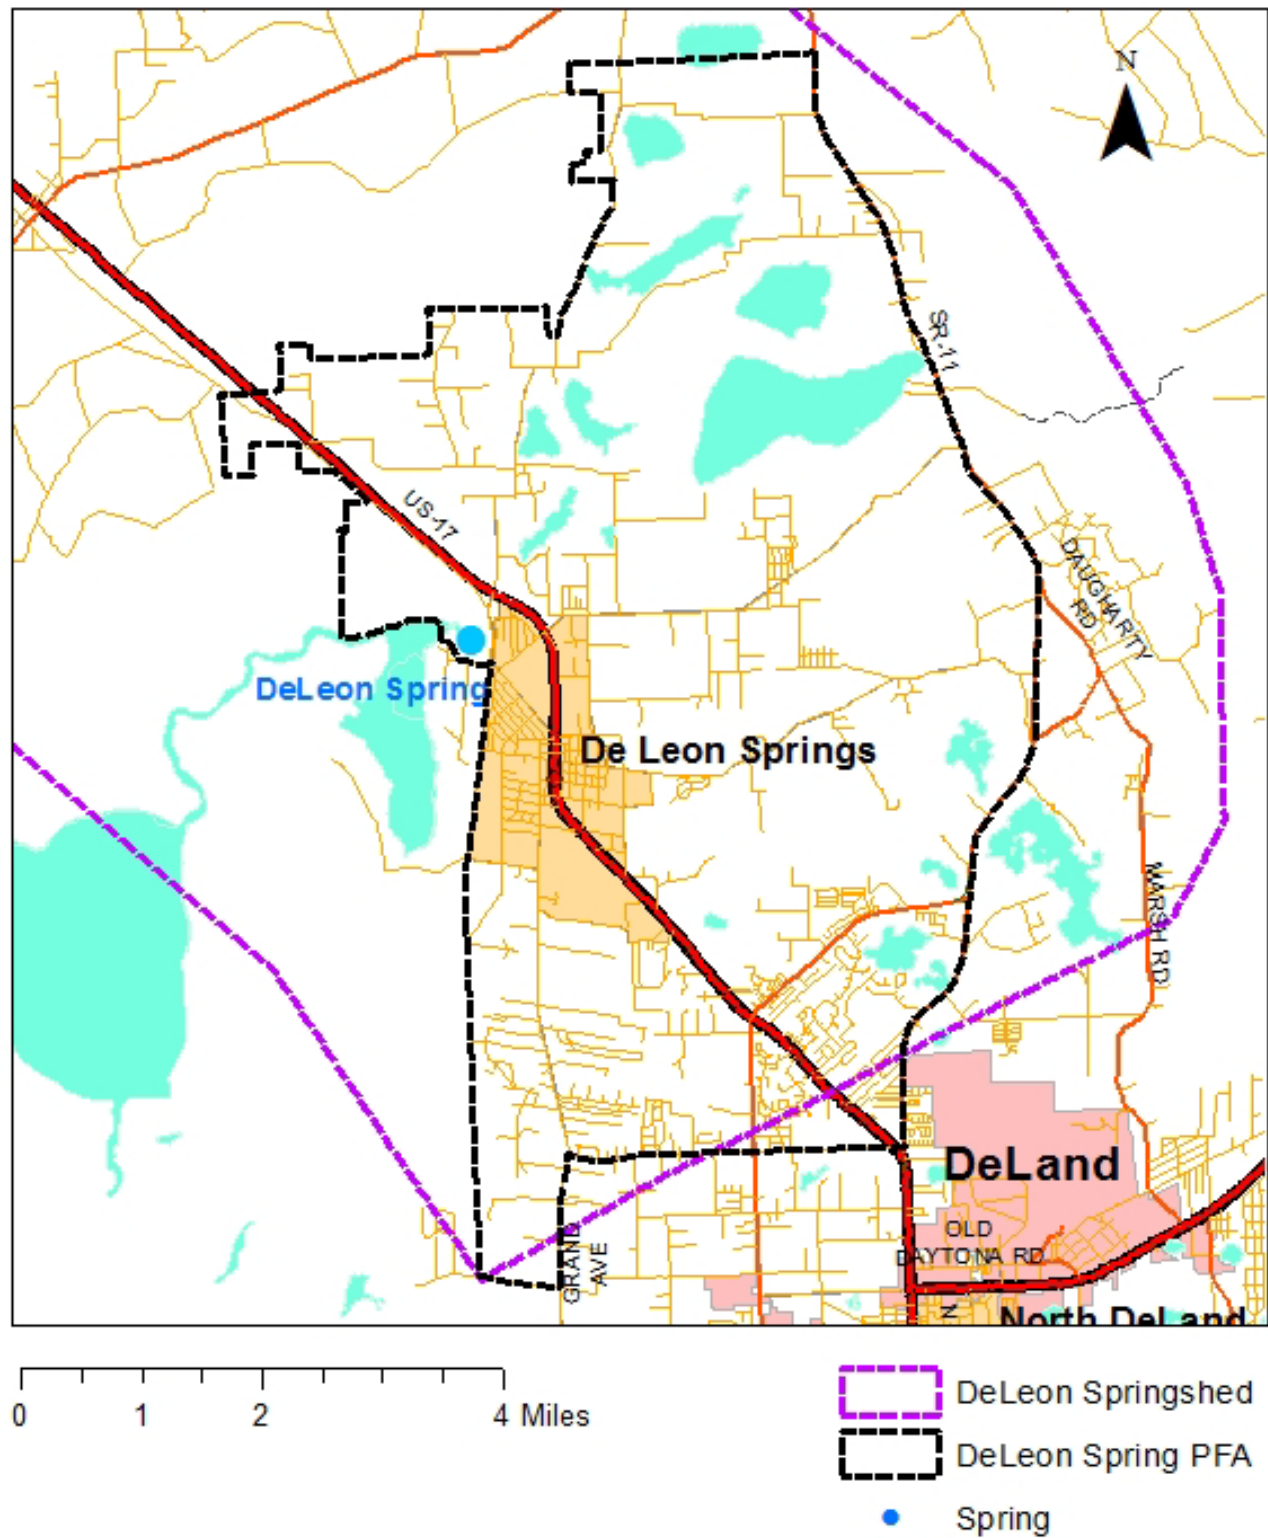 N
SR-11
US-17
DAUGHARTY
RD
DeLeon Spring
De Leon Springs
MARSH RD
DeLand
OLD
DAYTONA RD
GRAND
AVE
N
North DeLand
0 1 2 4 Miles
DeLeon Springshed
DeLeon Spring PFA
Spring